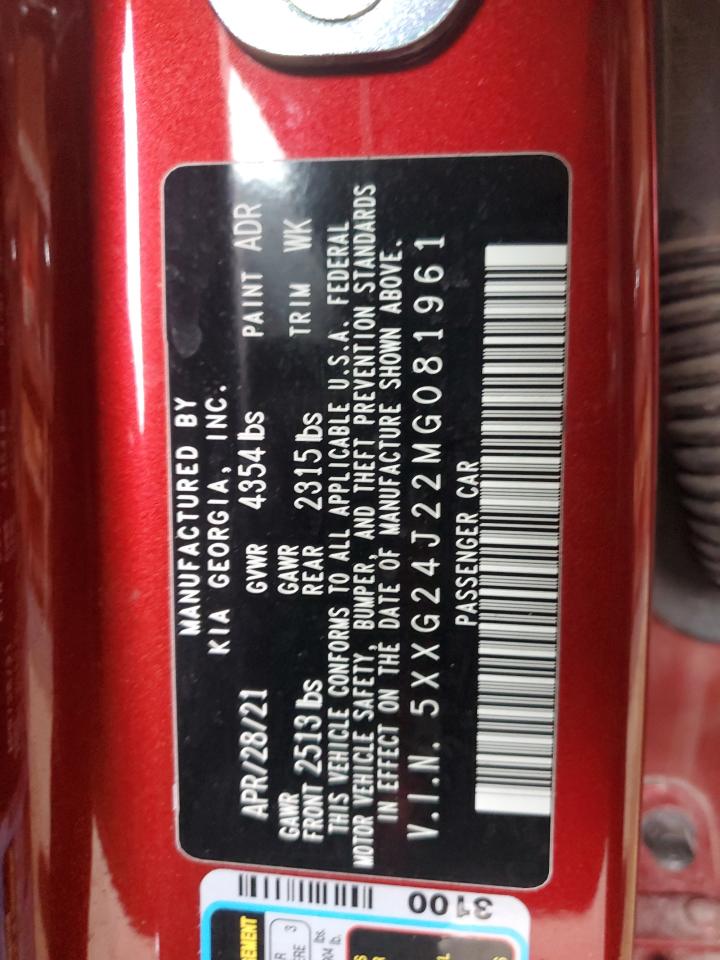 MANUFACTURED BY
KIA GEORGIA, INC.
APR/28/21 GVWR 4354 lbs PAINT ADR
GAWR FRONT 2513 lbs GAWR REAR 2315 lbs TRIM WK
THIS VEHICLE CONFORMS TO ALL APPLICABLE U.S.A. FEDERAL
MOTOR VEHICLE SAFETY, BUMPER, AND THEFT PREVENTION STANDARDS
IN EFFECT ON THE DATE OF MANUFACTURE SHOWN ABOVE.
V.I.N. 5XXG24J22MG081961
PASSENGER CAR
3100